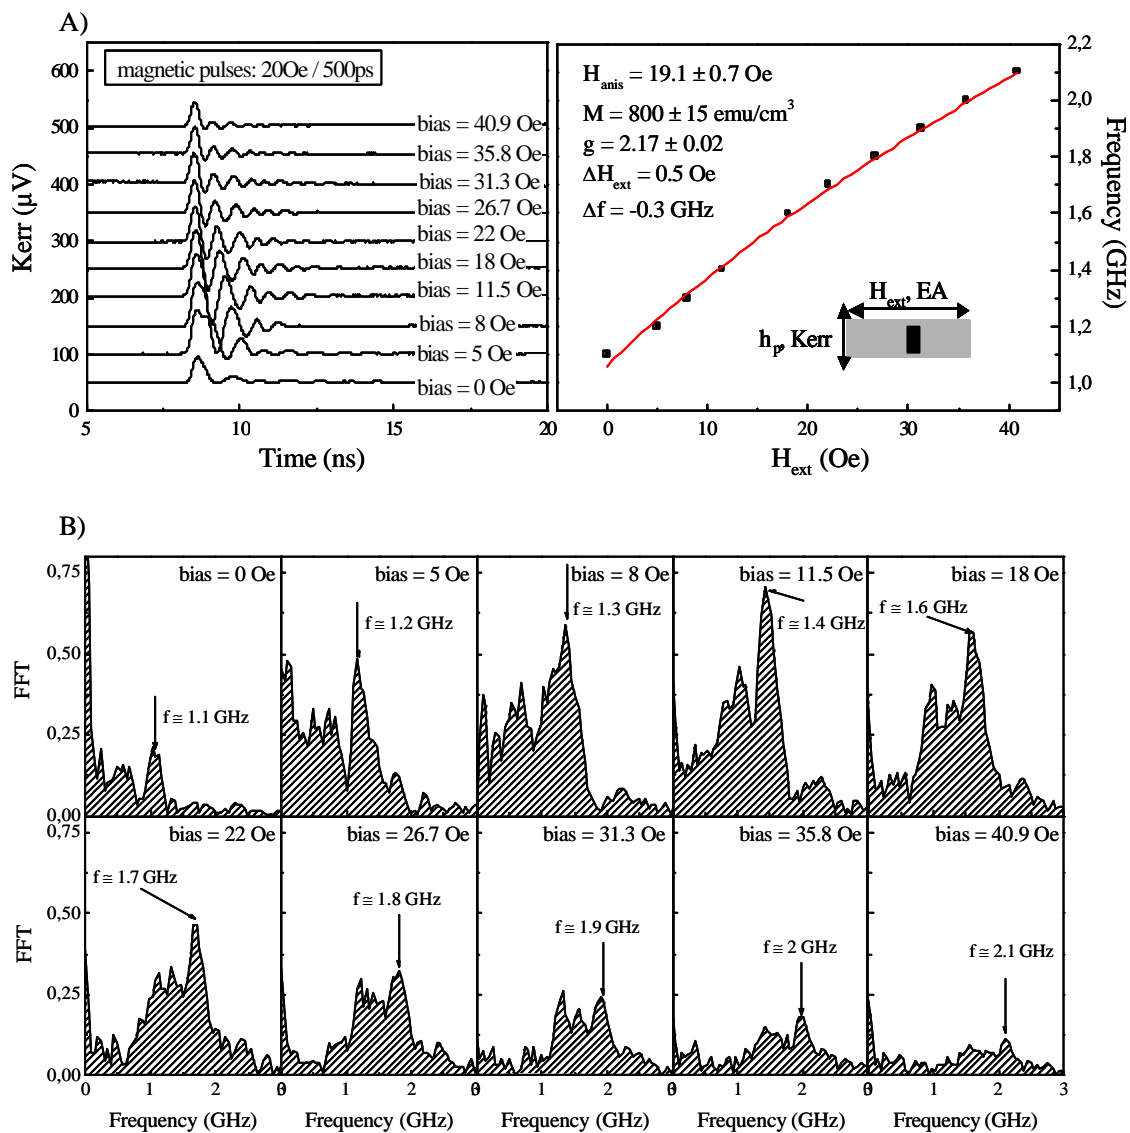 A)
magnetic pulses: 20Oe / 500ps
600
500
400
300
200
100
0
Kerr (μV)
bias = 40.9 Oe
bias = 35.8 Oe
bias = 31.3 Oe
bias = 26.7 Oe
bias = 22 Oe
bias = 18 Oe
bias = 11.5 Oe
bias = 8 Oe
bias = 5 Oe
bias = 0 Oe
5
10
15
20
Time (ns)
H_anis = 19.1 ± 0.7 Oe
M = 800 ± 15 emu/cm³
g = 2.17 ± 0.02
ΔH_ext = 0.5 Oe
Δf = -0.3 GHz
H_ext, EA
h_p, Kerr
2,2
2,0
1,8
1,6
1,4
1,2
1,0
Frequency (GHz)
0
10
20
30
40
H_ext (Oe)
B)
0,75
0,50
0,25
0,00
FFT
bias = 0 Oe
f ≅ 1.1 GHz
bias = 5 Oe
f ≅ 1.2 GHz
bias = 8 Oe
f ≅ 1.3 GHz
bias = 11.5 Oe
f ≅ 1.4 GHz
bias = 18 Oe
f ≅ 1.6 GHz
0,75
0,50
0,25
0,00
FFT
bias = 22 Oe
f ≅ 1.7 GHz
bias = 26.7 Oe
f ≅ 1.8 GHz
bias = 31.3 Oe
f ≅ 1.9 GHz
bias = 35.8 Oe
f ≅ 2 GHz
bias = 40.9 Oe
f ≅ 2.1 GHz
0 1 2
1 2
1 2
1 2
1 2 3
Frequency (GHz)
Frequency (GHz)
Frequency (GHz)
Frequency (GHz)
Frequency (GHz)